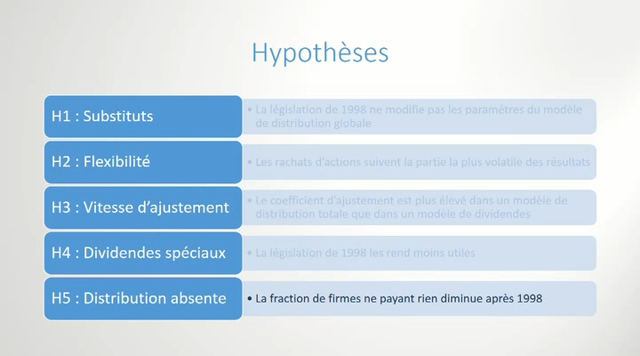 Hypothèses
H1 : Substituts
• La législation de 1998 ne modifie pas les paramètres du modèle
de distribution globale
H2 : Flexibilité
• Les rachats d'actions suivent la partie la plus volatile des résultats
H3 : Vitesse d'ajustement
• Le coefficient d'ajustement est plus élevé dans un modèle de
distribution totale que dans un modèle de dividendes
H4 : Dividendes spéciaux
• La législation de 1998 les rend moins utiles
H5 : Distribution absente
• La fraction de firmes ne payant rien diminue après 1998